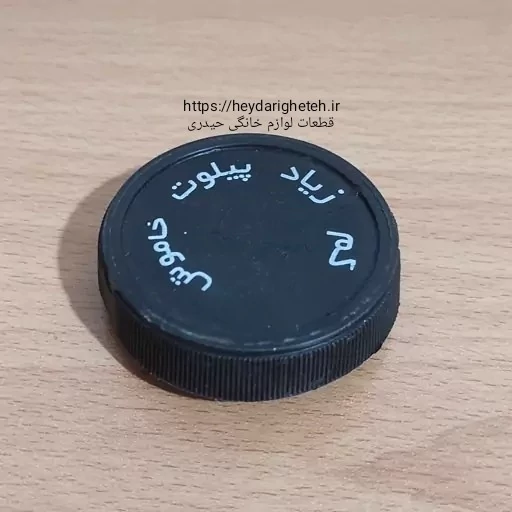 https://heydarigheteh.ir
قطعات لوازم خانگی حیدری
خاموش
پیلوت
زیاد
کم